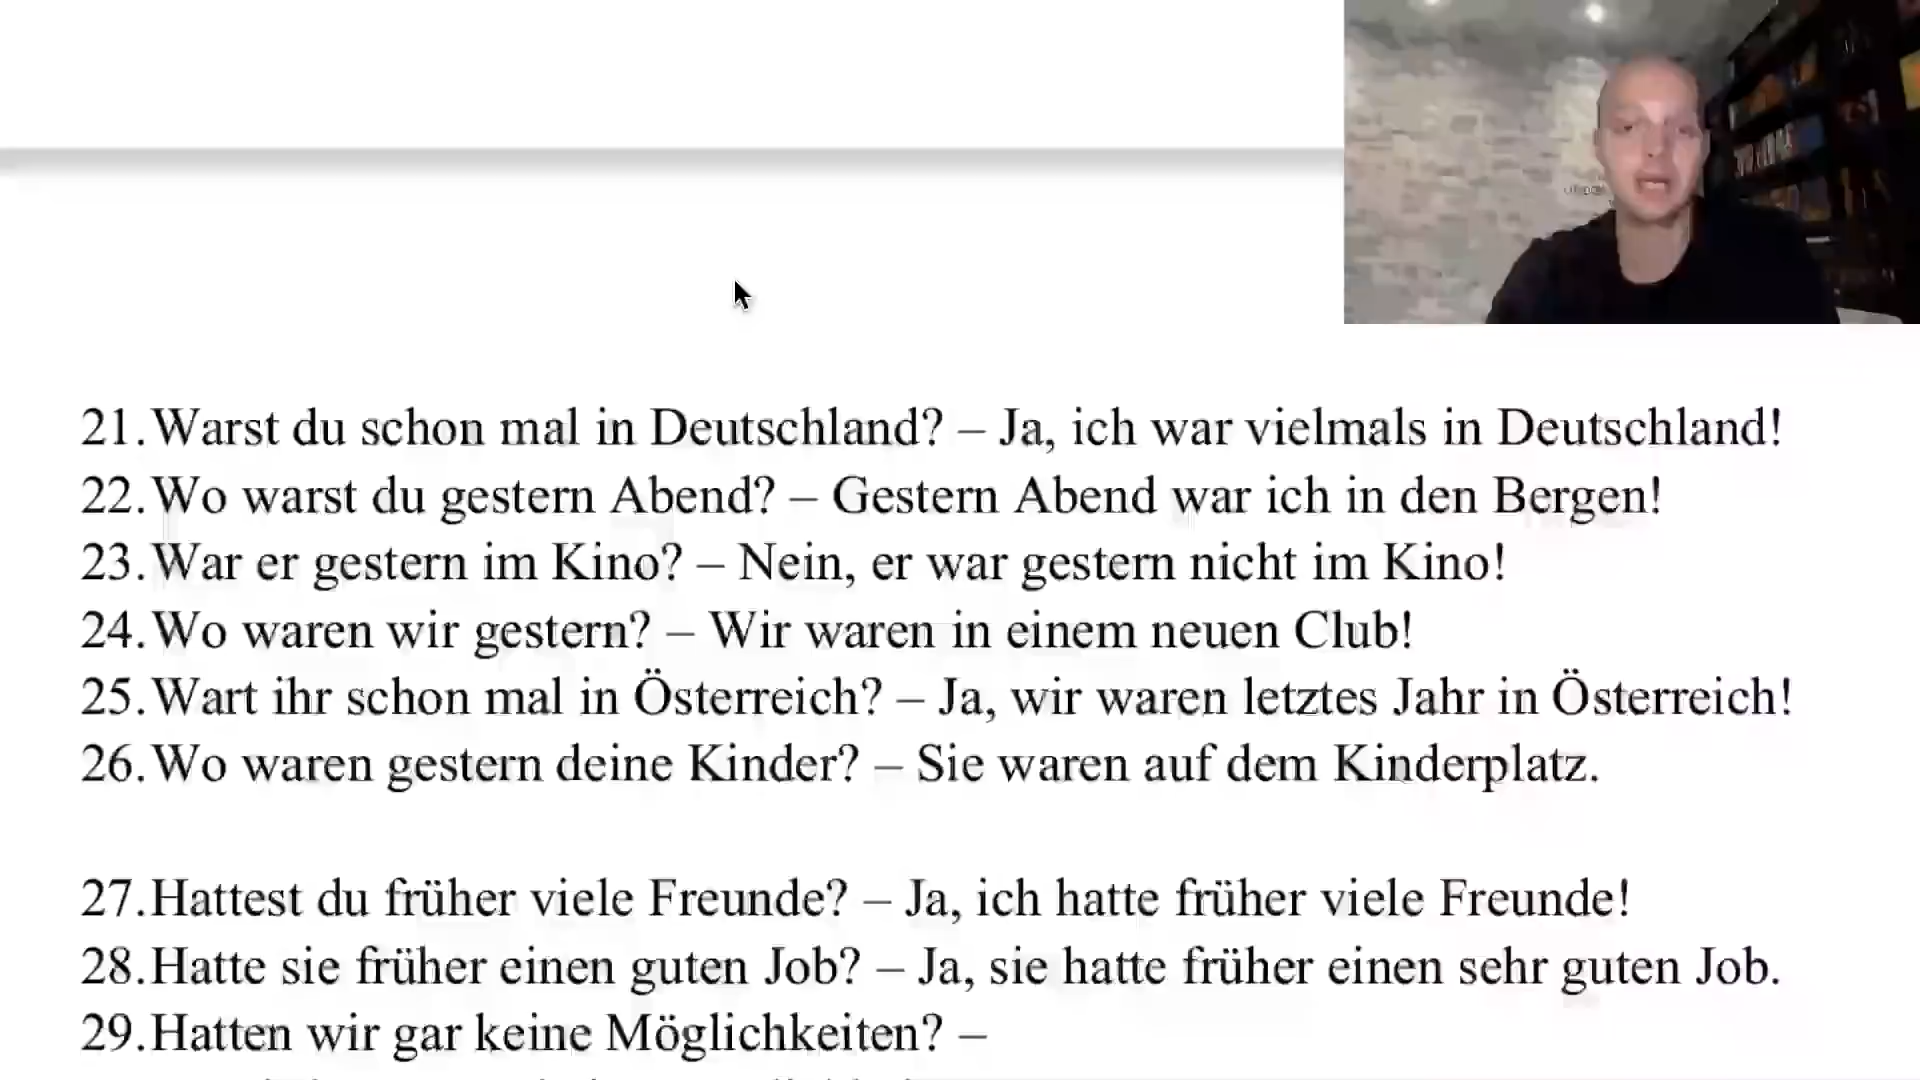 21. Warst du schon mal in Deutschland? – Ja, ich war vielmals in Deutschland!
22. Wo warst du gestern Abend? – Gestern Abend war ich in den Bergen!
23. War er gestern im Kino? – Nein, er war gestern nicht im Kino!
24. Wo waren wir gestern? – Wir waren in einem neuen Club!
25. Wart ihr schon mal in Österreich? – Ja, wir waren letztes Jahr in Österreich!
26. Wo waren gestern deine Kinder? – Sie waren auf dem Kinderplatz.
27. Hattest du früher viele Freunde? – Ja, ich hatte früher viele Freunde!
28. Hatte sie früher einen guten Job? – Ja, sie hatte früher einen sehr guten Job.
29. Hatten wir gar keine Möglichkeiten? –